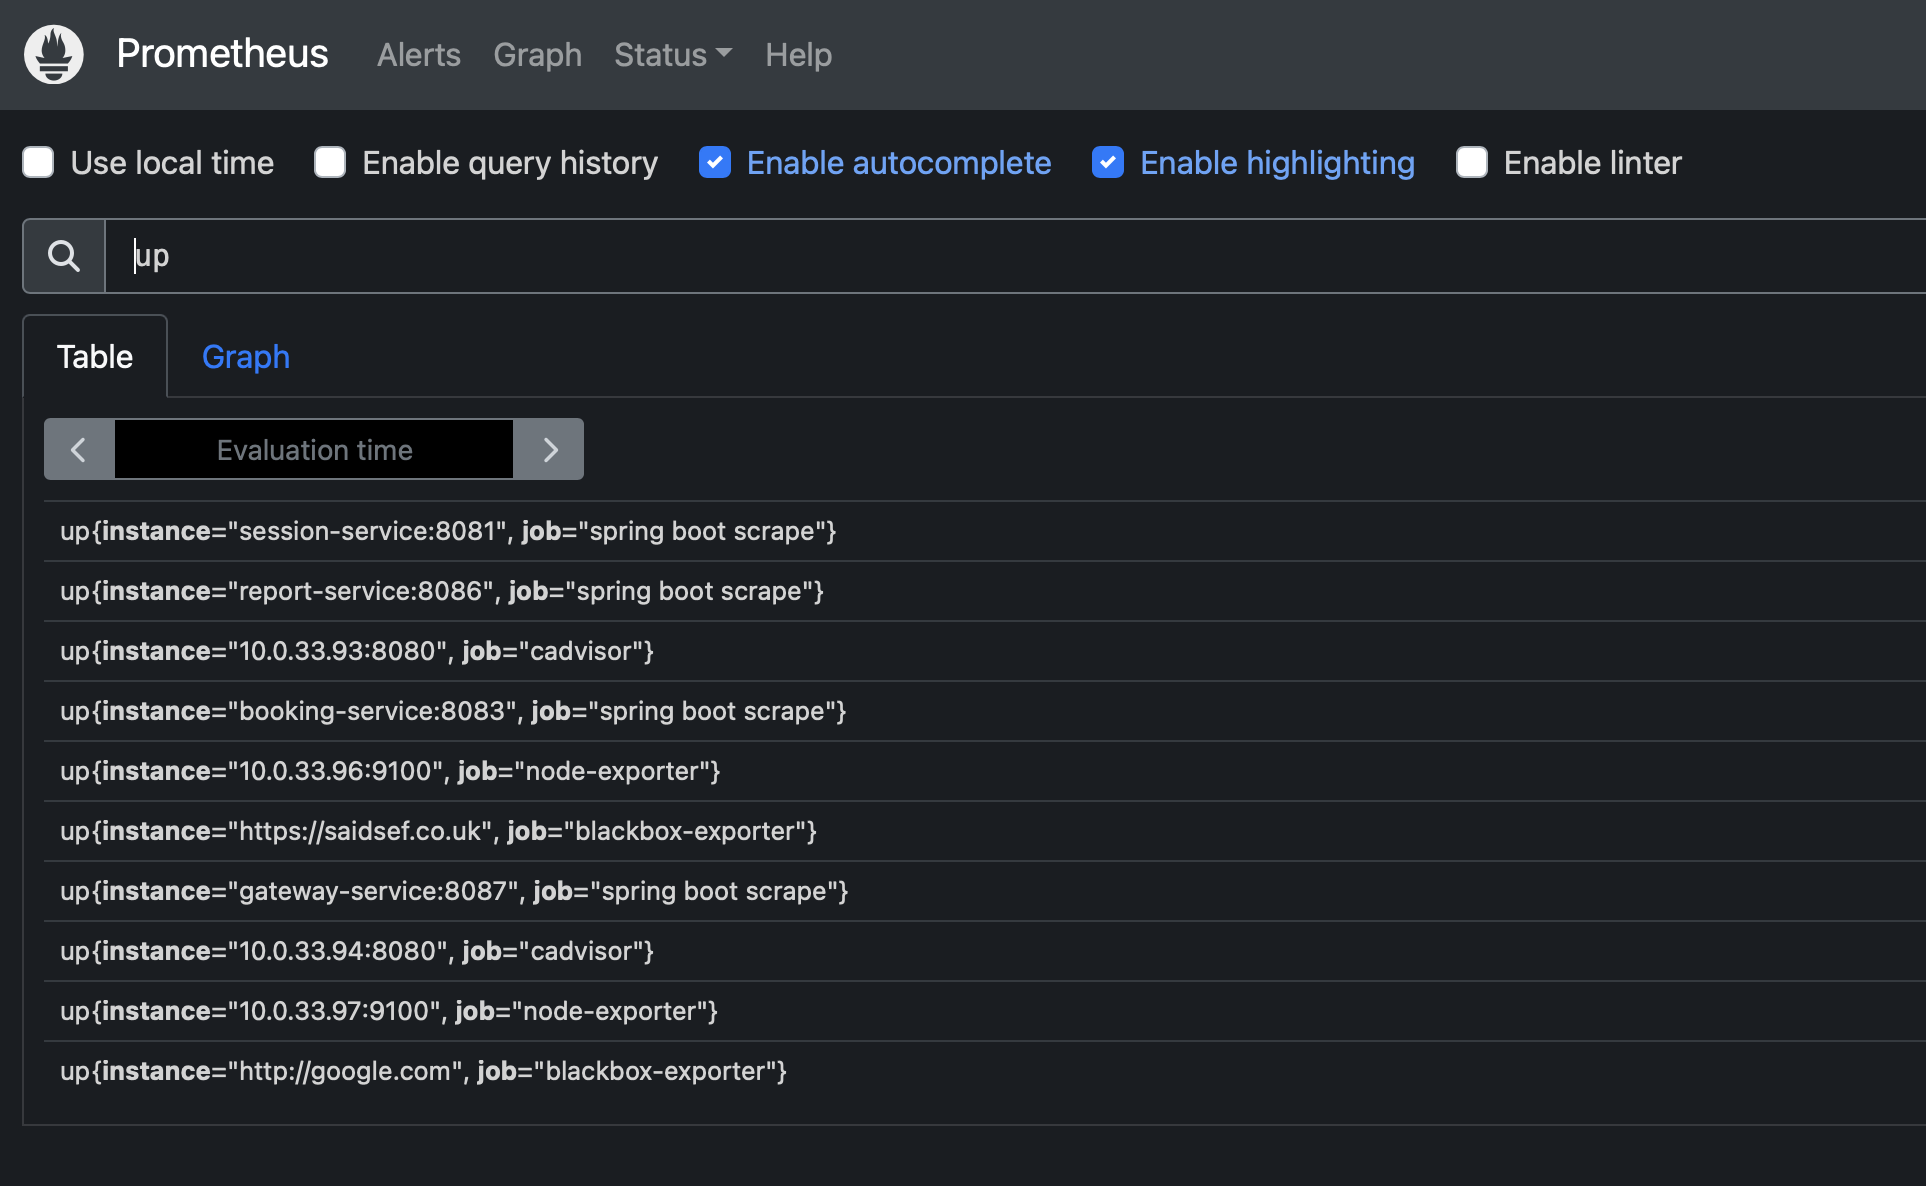 Prometheus Alerts Graph Status Help
Use local time Enable query history Enable autocomplete Enable highlighting Enable linter
up
Table Graph
Evaluation time
up{instance="session-service:8081", job="spring boot scrape"}
up{instance="report-service:8086", job="spring boot scrape"}
up{instance="10.0.33.93:8080", job="cadvisor"}
up{instance="booking-service:8083", job="spring boot scrape"}
up{instance="10.0.33.96:9100", job="node-exporter"}
up{instance="https://saidsef.co.uk", job="blackbox-exporter"}
up{instance="gateway-service:8087", job="spring boot scrape"}
up{instance="10.0.33.94:8080", job="cadvisor"}
up{instance="10.0.33.97:9100", job="node-exporter"}
up{instance="http://google.com", job="blackbox-exporter"}